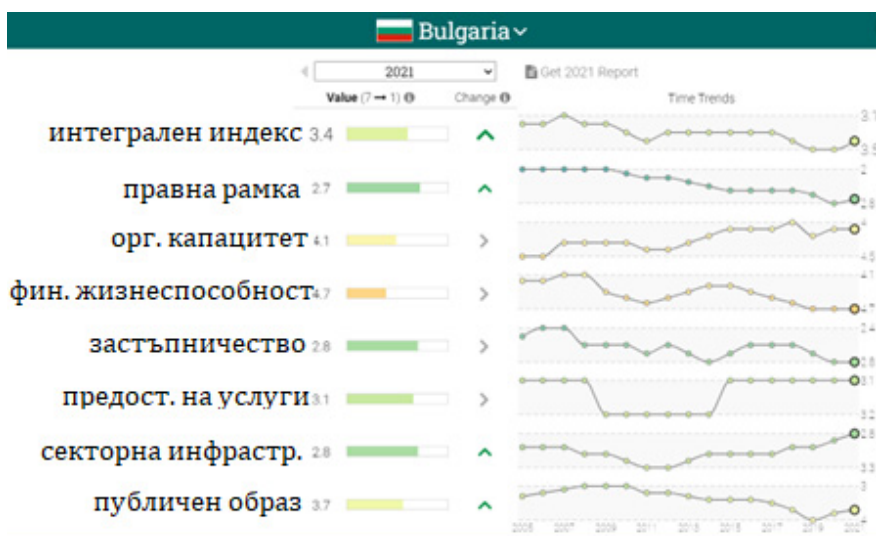 Bulgaria
2021
Get 2021 Report
Value (7 → 1)
Change
Time Trends
интегрален индекс 3.4
правна рамка 2.7
орг. капацитет 4.1
фин. жизнеспособност 4.7
застъпничество 2.8
предост. на услуги 3.1
секторна инфрастр. 2.8
публичен образ 3.7